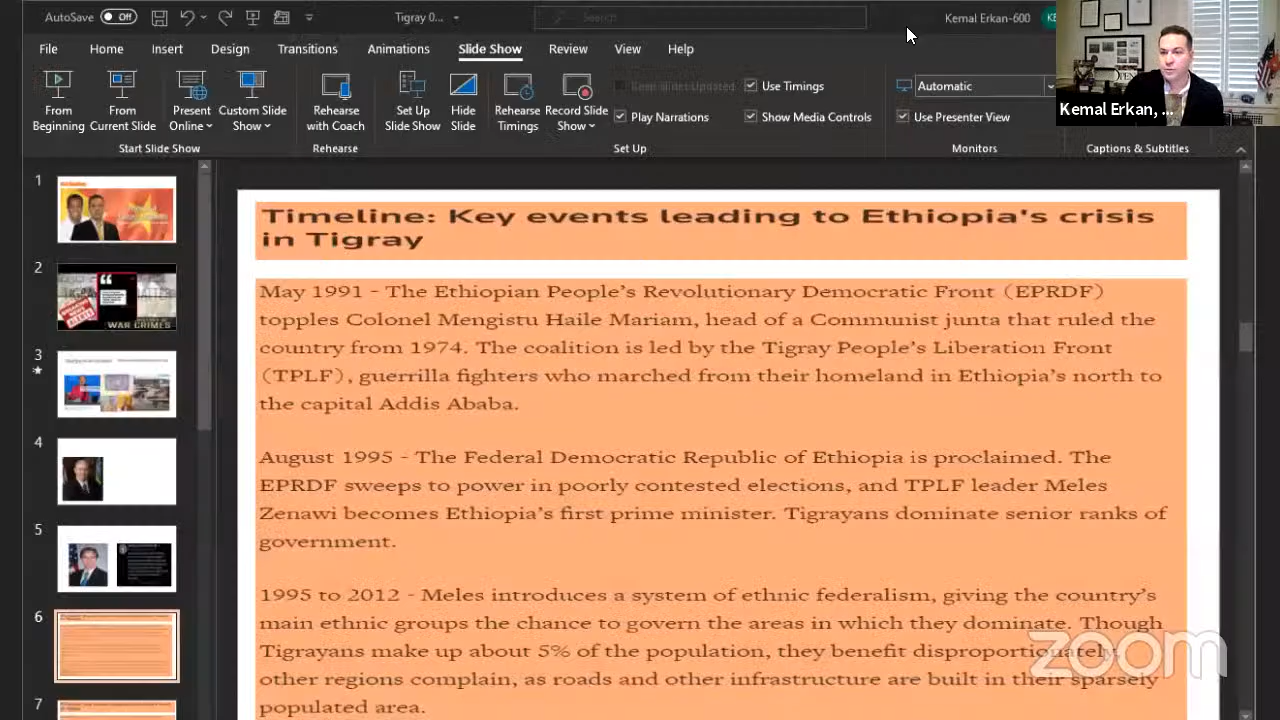 AutoSave Off Tigray 0... Search Kemal Erkan-600 KE
File Home Insert Design Transitions Animations Slide Show Review View Help
From Beginning
From Current Slide
Present Online
Custom Slide Show
Start Slide Show
Rehearse with Coach
Rehearse
Set Up Slide Show
Hide Slide
Rehearse Timings
Record Slide Show
Keep Slides Updated
Play Narrations
Use Timings
Show Media Controls
Set Up
Automatic
Use Presenter View
Monitors
Captions & Subtitles
OPEN
Kemal Erkan, ...
1
2
WAR CRIMES
3
4
5
6
7
Timeline: Key events leading to Ethiopia's crisis
in Tigray
May 1991 - The Ethiopian People’s Revolutionary Democratic Front (EPRDF)
topples Colonel Mengistu Haile Mariam, head of a Communist junta that ruled the
country from 1974. The coalition is led by the Tigray People’s Liberation Front
(TPLF), guerrilla fighters who marched from their homeland in Ethiopia’s north to
the capital Addis Ababa.
August 1995 - The Federal Democratic Republic of Ethiopia is proclaimed. The
EPRDF sweeps to power in poorly contested elections, and TPLF leader Meles
Zenawi becomes Ethiopia’s first prime minister. Tigrayans dominate senior ranks of
government.
1995 to 2012 - Meles introduces a system of ethnic federalism, giving the country’s
main ethnic groups the chance to govern the areas in which they dominate. Though
Tigrayans make up about 5% of the population, they benefit disproportionately,
other regions complain, as roads and other infrastructure are built in their sparsely
populated area.
zoom